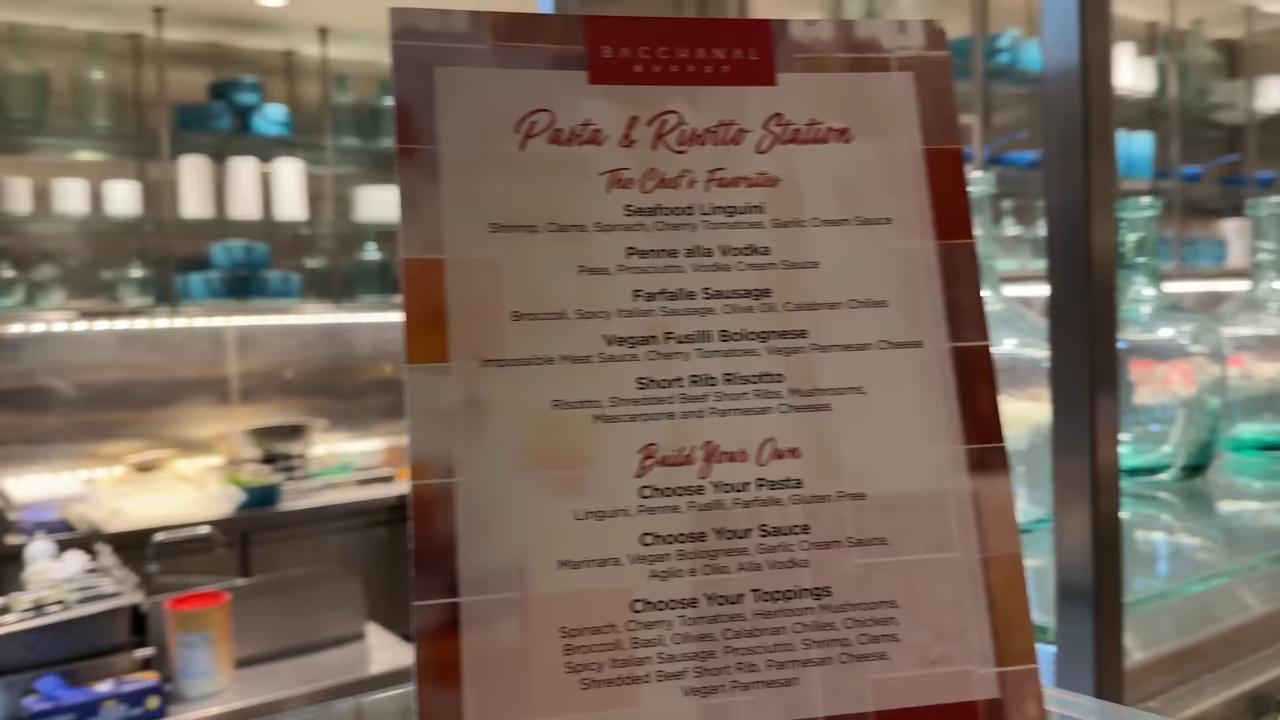 BACCHANAL
BUFFET
Pasta & Risotto Station
The Chef's Favorites
Seafood Linguini
Shrimp, Clams, Spinach, Cherry Tomatoes, Garlic Cream Sauce
Penne alla Vodka
Peas, Prosciutto, Vodka Cream Sauce
Farfalle Sausage
Broccoli, Spicy Italian Sausage, Olive Oil, Calabrian Chilies
Vegan Fusilli Bolognese
Impossible Meat Sauce, Cherry Tomatoes, Vegan Parmesan Cheese
Short Rib Risotto
Risotto, Shredded Beef Short Ribs, Mushrooms,
Mascarpone and Parmesan Cheeses
Build Your Own
Choose Your Pasta
Linguini, Penne, Fusilli, Farfalle, Gluten Free
Choose Your Sauce
Marinara, Vegan Bolognese, Garlic Cream Sauce,
Aglio e Olio, Alla Vodka
Choose Your Toppings
Spinach, Cherry Tomatoes, Heirloom Mushrooms,
Broccoli, Basil, Olives, Calabrian Chilies, Chicken,
Spicy Italian Sausage, Prosciutto, Shrimp, Clams,
Shredded Beef Short Rib, Parmesan Cheese,
Vegan Parmesan